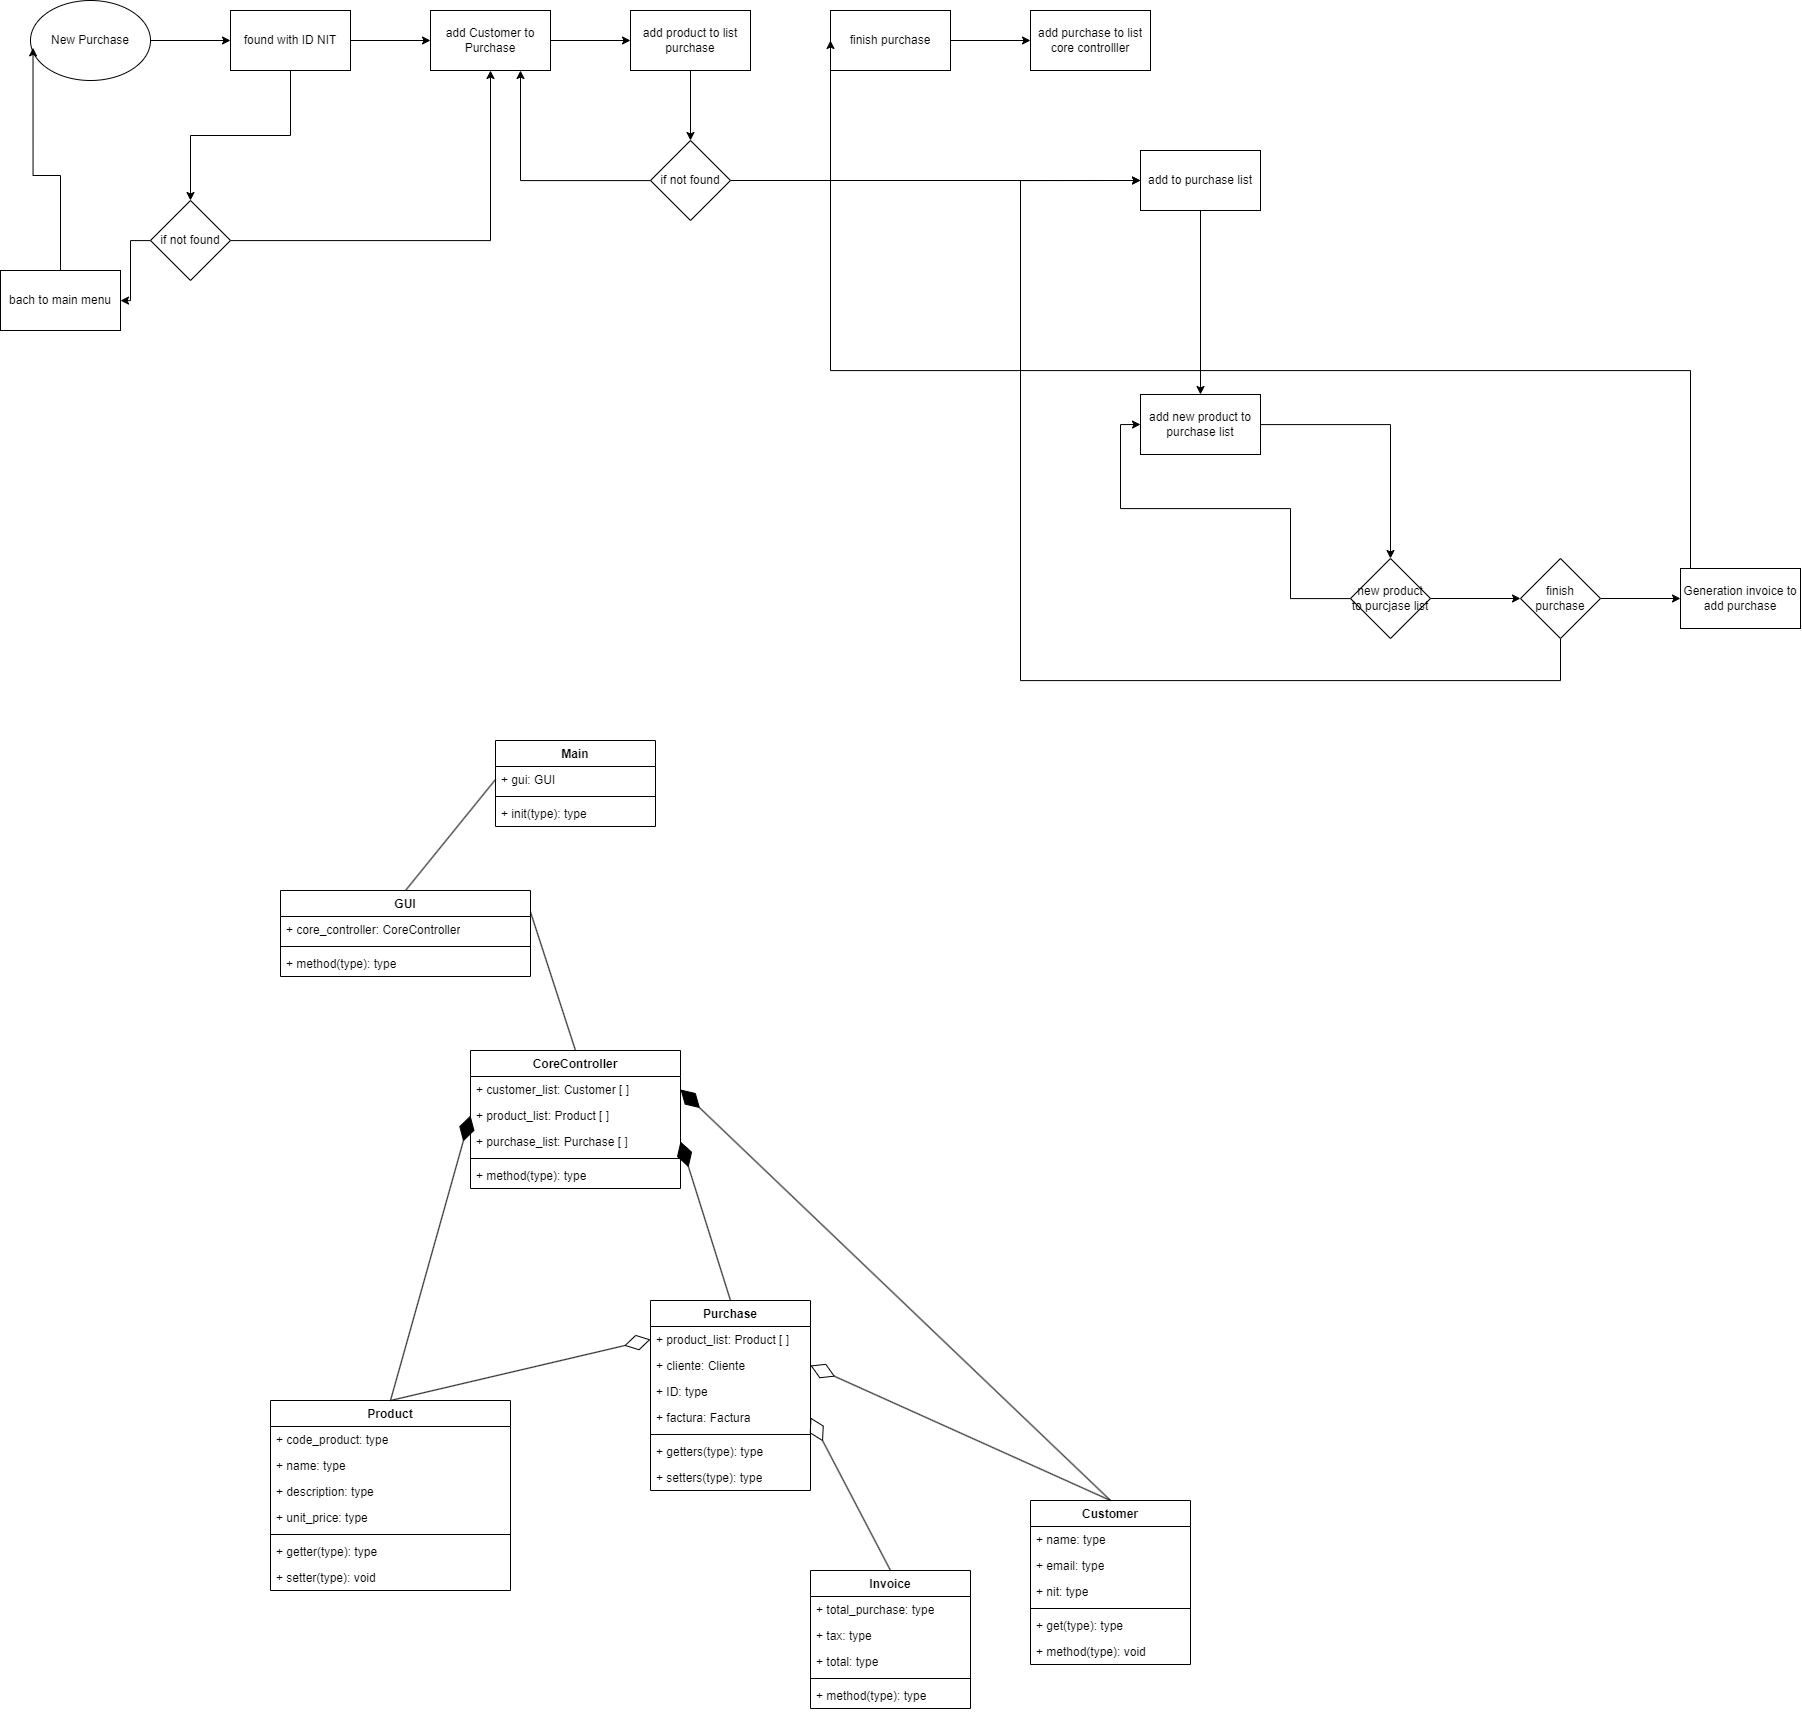 New Purchase
found with ID NIT
add Customer to
Purchase
add product to list
purchase
finish purchase
add purchase to list
core controlller
if not found
add to purchase list
if not found
bach to main menu
add new product to
purchase list
new product
to purcjase list
finish
purchase
Generation invoice to
add purchase
Main
+ gui: GUI
+ init(type): type
GUI
+ core_controller: CoreController
+ method(type): type
CoreController
+ customer_list: Customer [ ]
+ product_list: Product [ ]
+ purchase_list: Purchase [ ]
+ method(type): type
Purchase
+ product_list: Product [ ]
+ cliente: Cliente
+ ID: type
+ factura: Factura
+ getters(type): type
+ setters(type): type
Product
+ code_product: type
+ name: type
+ description: type
+ unit_price: type
+ getter(type): type
+ setter(type): void
Customer
+ name: type
+ email: type
+ nit: type
+ get(type): type
+ method(type): void
Invoice
+ total_purchase: type
+ tax: type
+ total: type
+ method(type): type